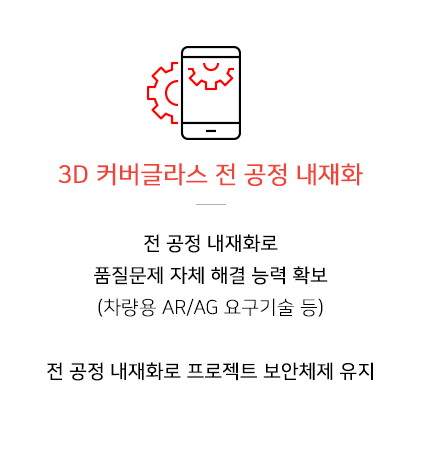 3D 커버글라스 전 공정 내재화
전 공정 내재화로
품질문제 자체 해결 능력 확보
(차량용 AR/AG 요구기술 등)
전 공정 내재화로 프로젝트 보안체제 유지